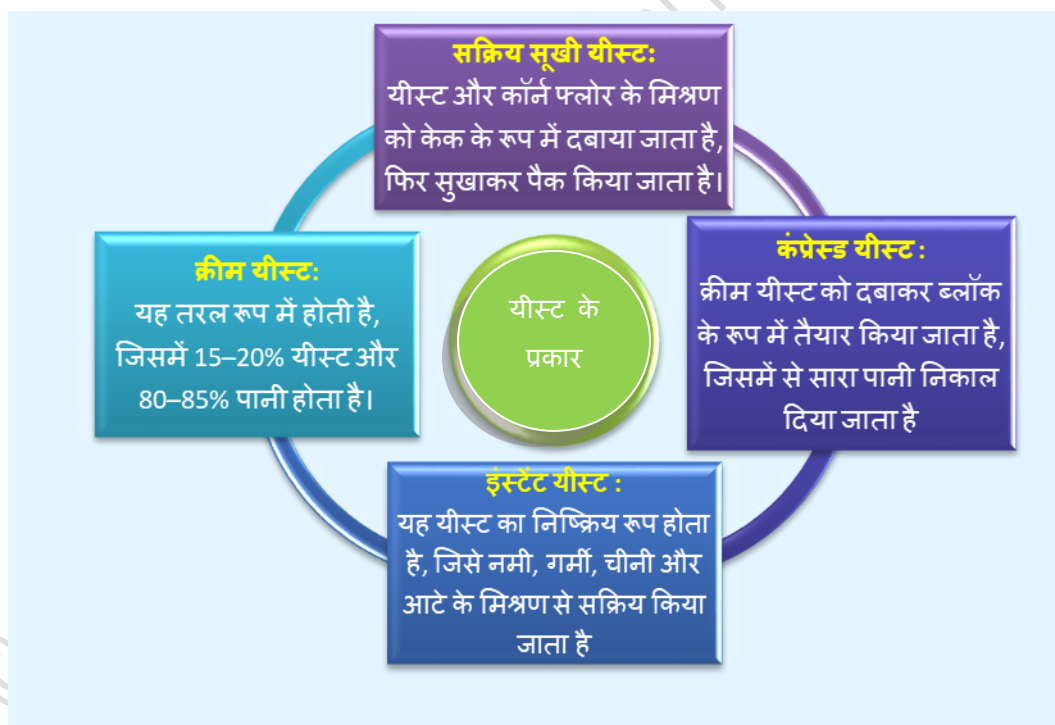 सक्रिय सूखी यीस्ट:
यीस्ट और कॉर्न फ्लोर के मिश्रण
को केक के रूप में दबाया जाता है,
फिर सुखाकर पैक किया जाता है।
कंप्रेस्ड यीस्ट :
क्रीम यीस्ट को दबाकर ब्लॉक
के रूप में तैयार किया जाता है,
जिसमें से सारा पानी निकाल
दिया जाता है
क्रीम यीस्ट:
यह तरल रूप में होती है,
जिसमें 15–20% यीस्ट और
80–85% पानी होता है।
यीस्ट के
प्रकार
इंस्टेंट यीस्ट :
यह यीस्ट का निष्क्रिय रूप होता
है, जिसे नमी, गर्मी, चीनी और
आटे के मिश्रण से सक्रिय किया
जाता है